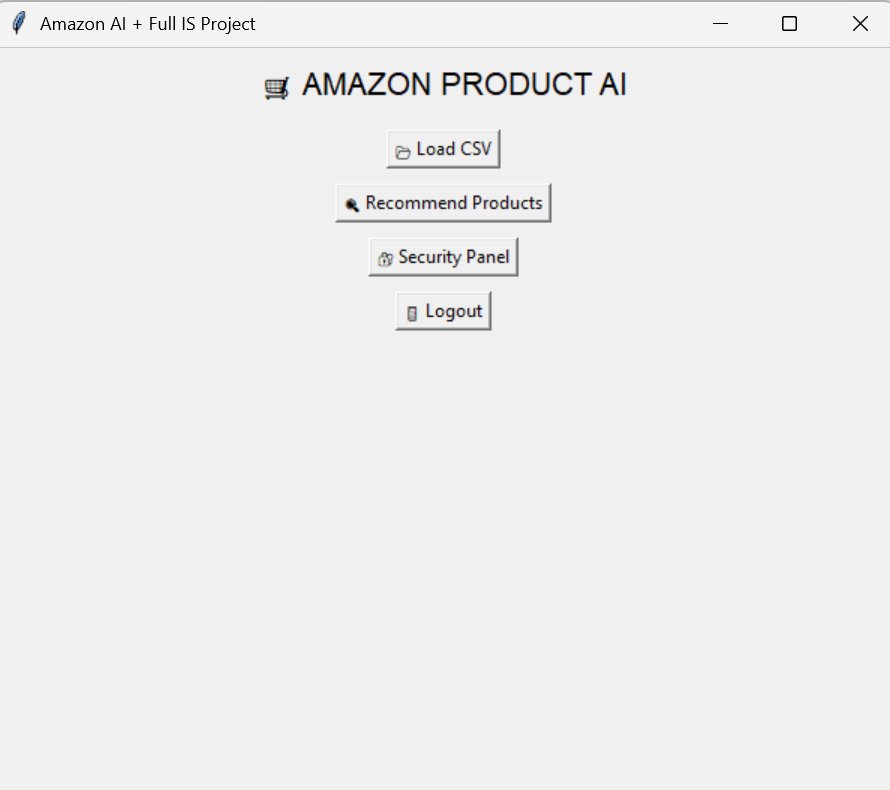 Amazon AI + Full IS Project
🛒 AMAZON PRODUCT AI
📂 Load CSV
🔍 Recommend Products
🔐 Security Panel
🚪 Logout